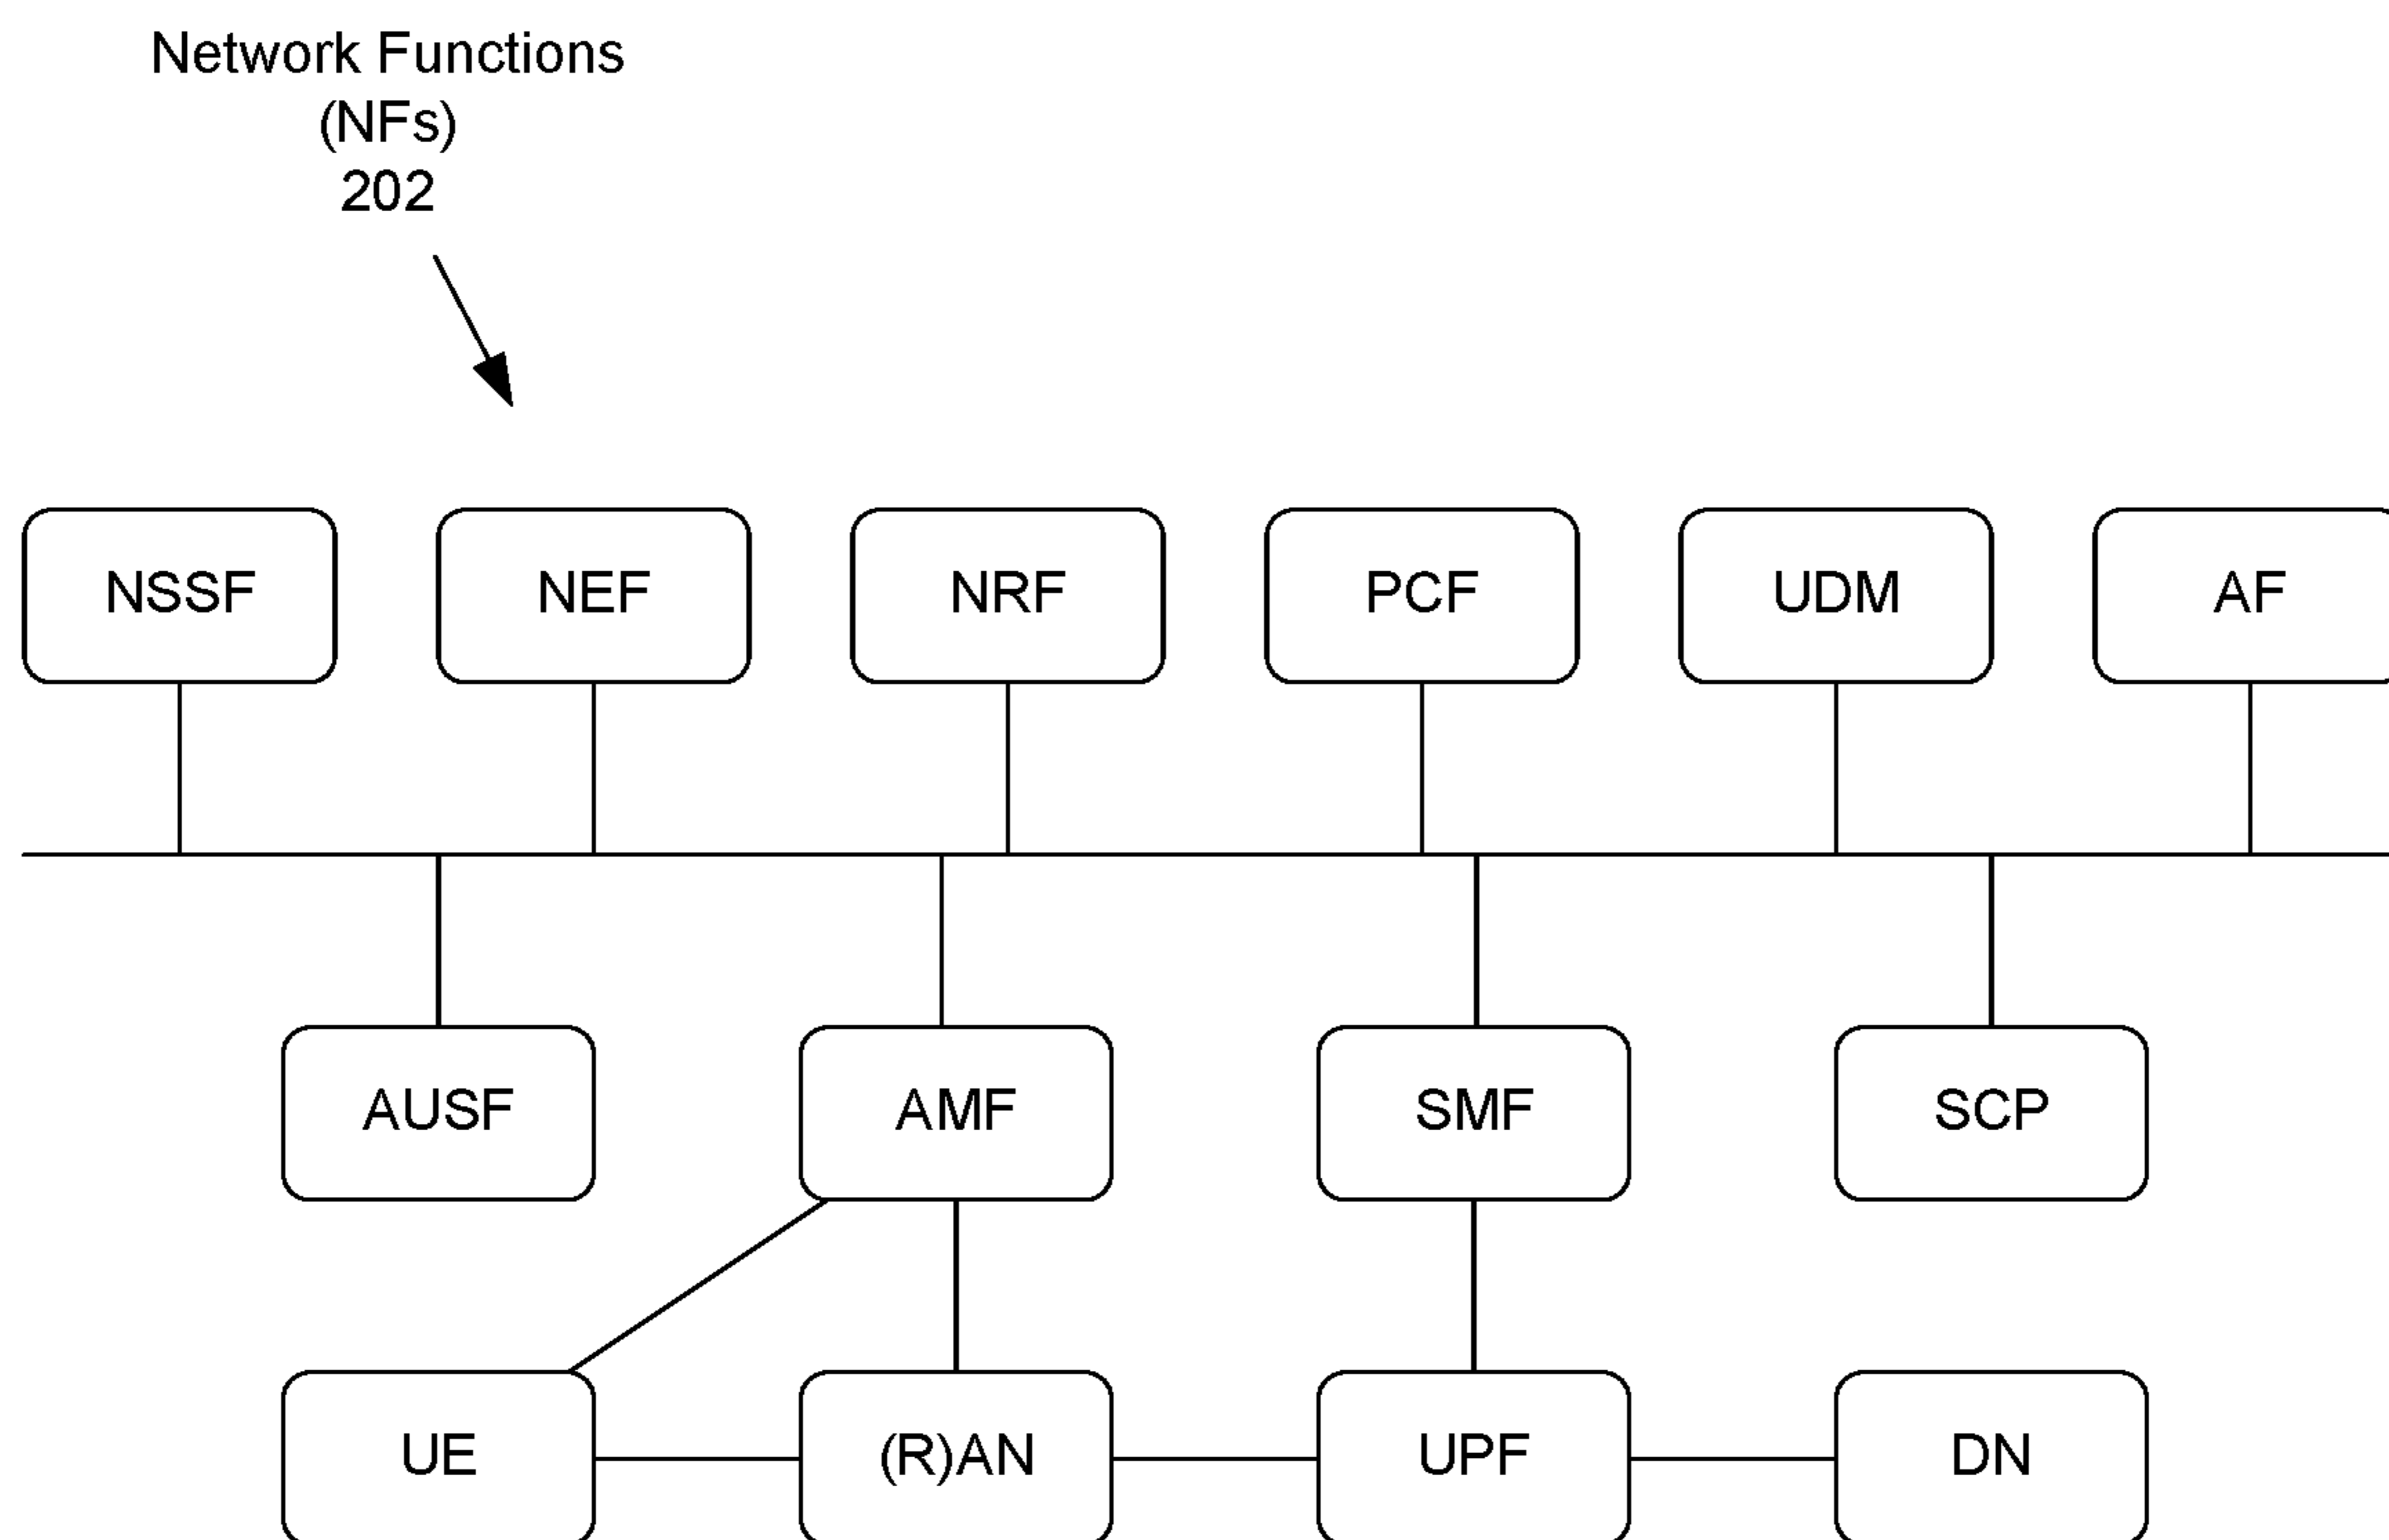 Network Functions
(NFs)
202
NSSF
NEF
NRF
PCF
UDM
AF
AUSF
AMF
SMF
SCP
UE
(R)AN
UPF
DN